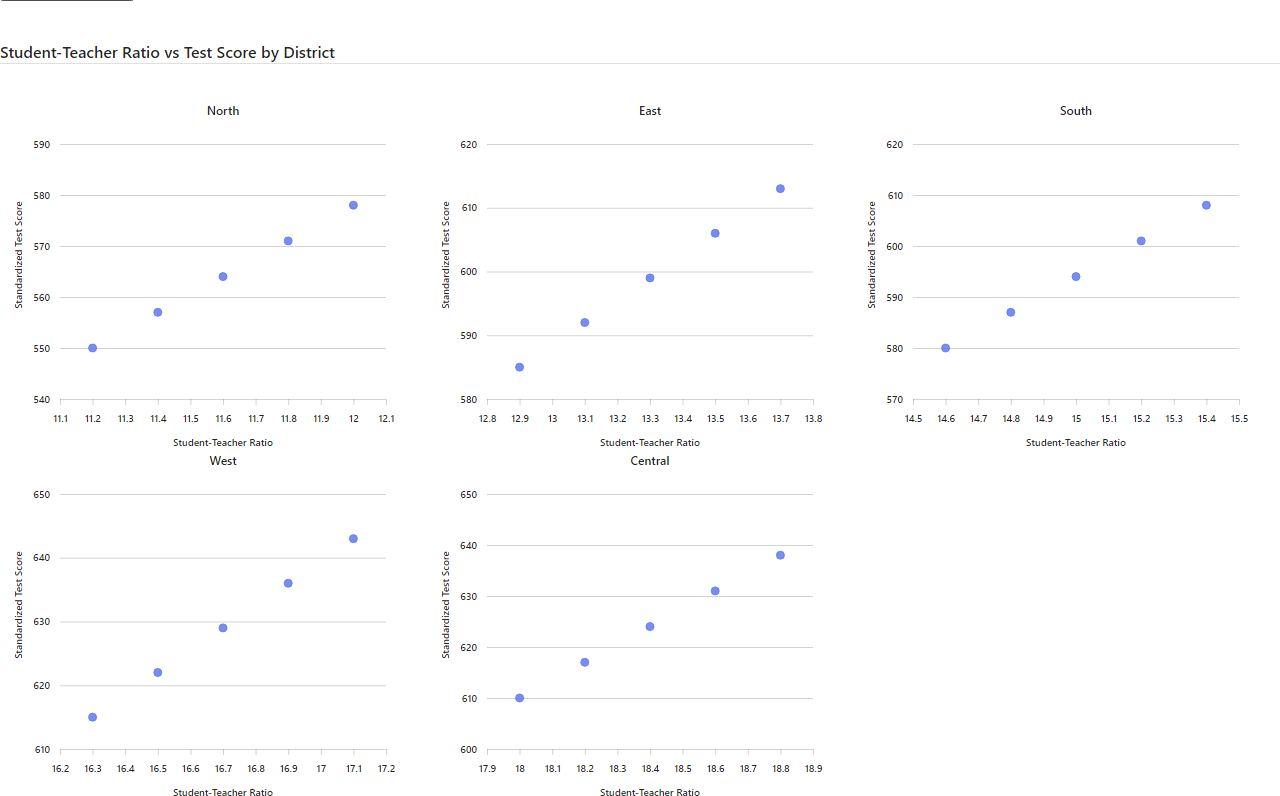 Student-Teacher Ratio vs Test Score by District
North
590
580
570
560
550
540
Standardized Test Score
11.1 11.2 11.3 11.4 11.5 11.6 11.7 11.8 11.9 12 12.1
Student-Teacher Ratio
East
620
610
600
590
580
Standardized Test Score
12.8 12.9 13 13.1 13.2 13.3 13.4 13.5 13.6 13.7 13.8
Student-Teacher Ratio
South
620
610
600
590
580
570
Standardized Test Score
14.5 14.6 14.7 14.8 14.9 15 15.1 15.2 15.3 15.4 15.5
Student-Teacher Ratio
West
650
640
630
620
610
Standardized Test Score
16.2 16.3 16.4 16.5 16.6 16.7 16.8 16.9 17 17.1 17.2
Student-Teacher Ratio
Central
650
640
630
620
610
600
Standardized Test Score
17.9 18 18.1 18.2 18.3 18.4 18.5 18.6 18.7 18.8 18.9
Student-Teacher Ratio